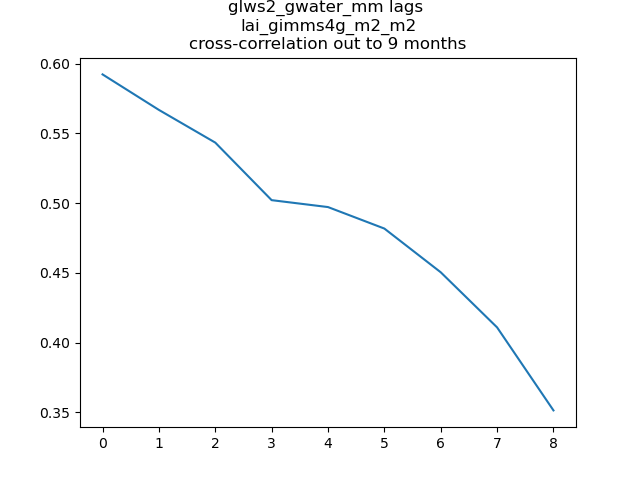 glws2_gwater_mm lags
lai_gimms4g_m2_m2
cross-correlation out to 9 months
0.60
0.55
0.50
0.45
0.40
0.35
0 1 2 3 4 5 6 7 8